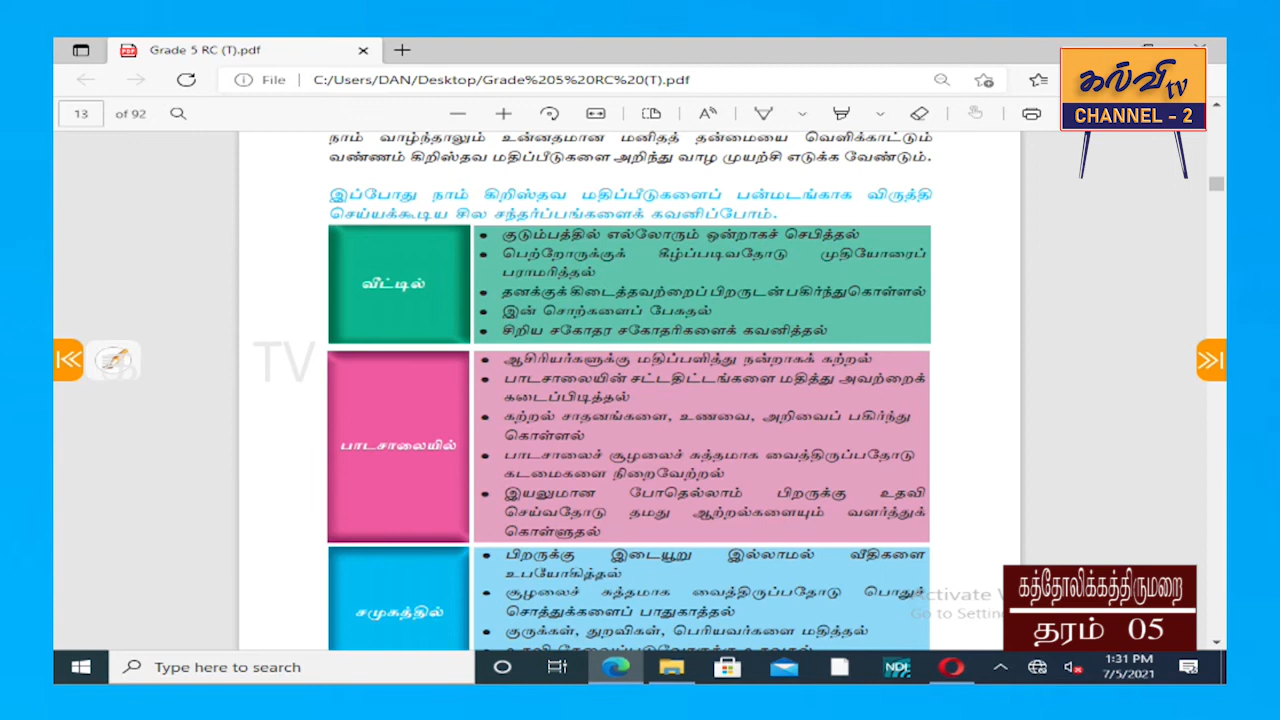 Grade 5 RC (T).pdf
File
C:/Users/DAN/Desktop/Grade%205%20RC%20(T).pdf
கல்வி tv
CHANNEL - 2
13 of 92
நாம் வாழ்ந்தாலும் உன்னதமான மனிதத் தன்மையை வெளிக்காட்டும்
வண்ணம் கிறிஸ்தவ மதிப்பீடுகளை அறிந்து வாழ முயற்சி எடுக்க வேண்டும்.
இப்போது நாம் கிறிஸ்தவ மதிப்பீடுகளைப் பன்மடங்காக விருத்தி
செய்யக்கூடிய சில சந்தர்ப்பங்களைக் கவனிப்போம்.
வீட்டில்
• குடும்பத்தில் எல்லோரும் ஒன்றாகச் செபித்தல்
• பெற்றோருக்குக் கீழ்ப்படிவதோடு முதியோரைப்
பராமரித்தல்
• தனக்குக் கிடைத்தவற்றைப் பிறருடன் பகிர்ந்துகொள்ளல்
• இன் சொற்களைப் பேசுதல்
• சிறிய சகோதர சகோதரிகளைக் கவனித்தல்
TV
பாடசாலையில்
• ஆசிரியர்களுக்கு மதிப்பளித்து நன்றாகக் கற்றல்
• பாடசாலையின் சட்டதிட்டங்களை மதித்து அவற்றைக்
கடைப்பிடித்தல்
• கற்றல் சாதனங்களை, உணவை, அறிவைப் பகிர்ந்து
கொள்ளல்
• பாடசாலைச் சூழலைச் சுத்தமாக வைத்திருப்பதோடு
கடமைகளை நிறைவேற்றல்
• இயலுமான போதெல்லாம் பிறருக்கு உதவி
செய்வதோடு தமது ஆற்றல்களையும் வளர்த்துக்
கொள்ளுதல்
சமுகத்தில்
• பிறருக்கு இடையூறு இல்லாமல் வீதிகளை
உபயோகித்தல்
• சூழலைச் சுத்தமாக வைத்திருப்பதோடு பொதுச்
சொத்துக்களைப் பாதுகாத்தல்
• குருக்கள், துறவிகள், பெரியவர்களை மதித்தல்
Activate
Go to Settin
கத்தோலிக்கத்திருமறை
தரம் 05
Type here to search
NDI
1:31 PM
7/5/2021